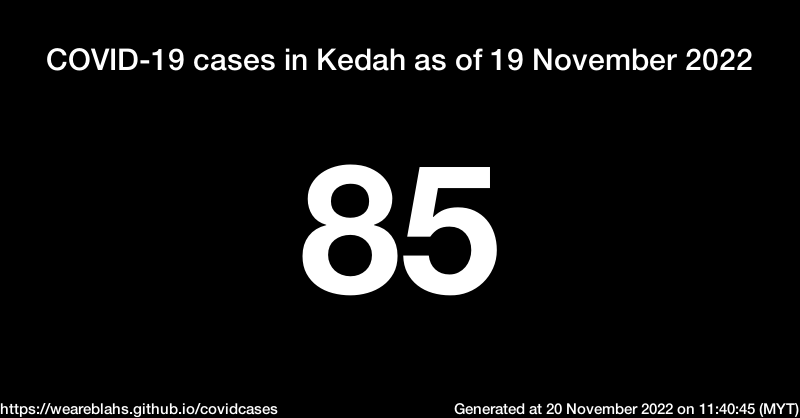 COVID-19 cases in Kedah as of 19 November 2022
85
https://weareblahs.github.io/covidcases
Generated at 20 November 2022 on 11:40:45 (MYT)